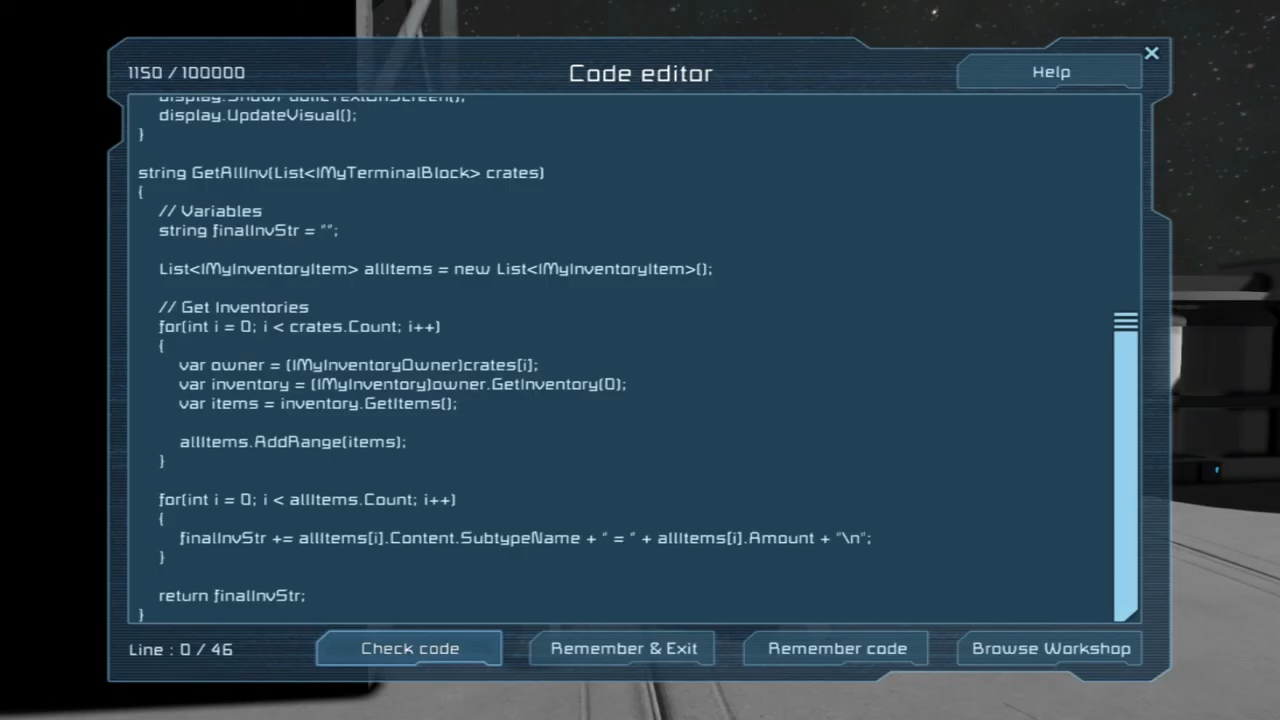 1150 / 100000
Code editor
Help
display.UpdateVisual();
}
string GetAllInv(List<IMyTerminalBlock> crates)
{
// Variables
string finalInvStr = "";
List<IMyInventoryItem> allItems = new List<IMyInventoryItem>();
// Get Inventories
for(int i = 0; i < crates.Count; i++)
{
var owner = (IMyInventoryOwner)crates[i];
var inventory = (IMyInventory)owner.GetInventory(0);
var items = inventory.GetItems();
allItems.AddRange(items);
}
for(int i = 0; i < allItems.Count; i++)
{
finalInvStr += allItems[i].Content.SubtypeName + " = " + allItems[i].Amount + "\n";
}
return finalInvStr;
}
Line : 0 / 46
Check code
Remember & Exit
Remember code
Browse Workshop